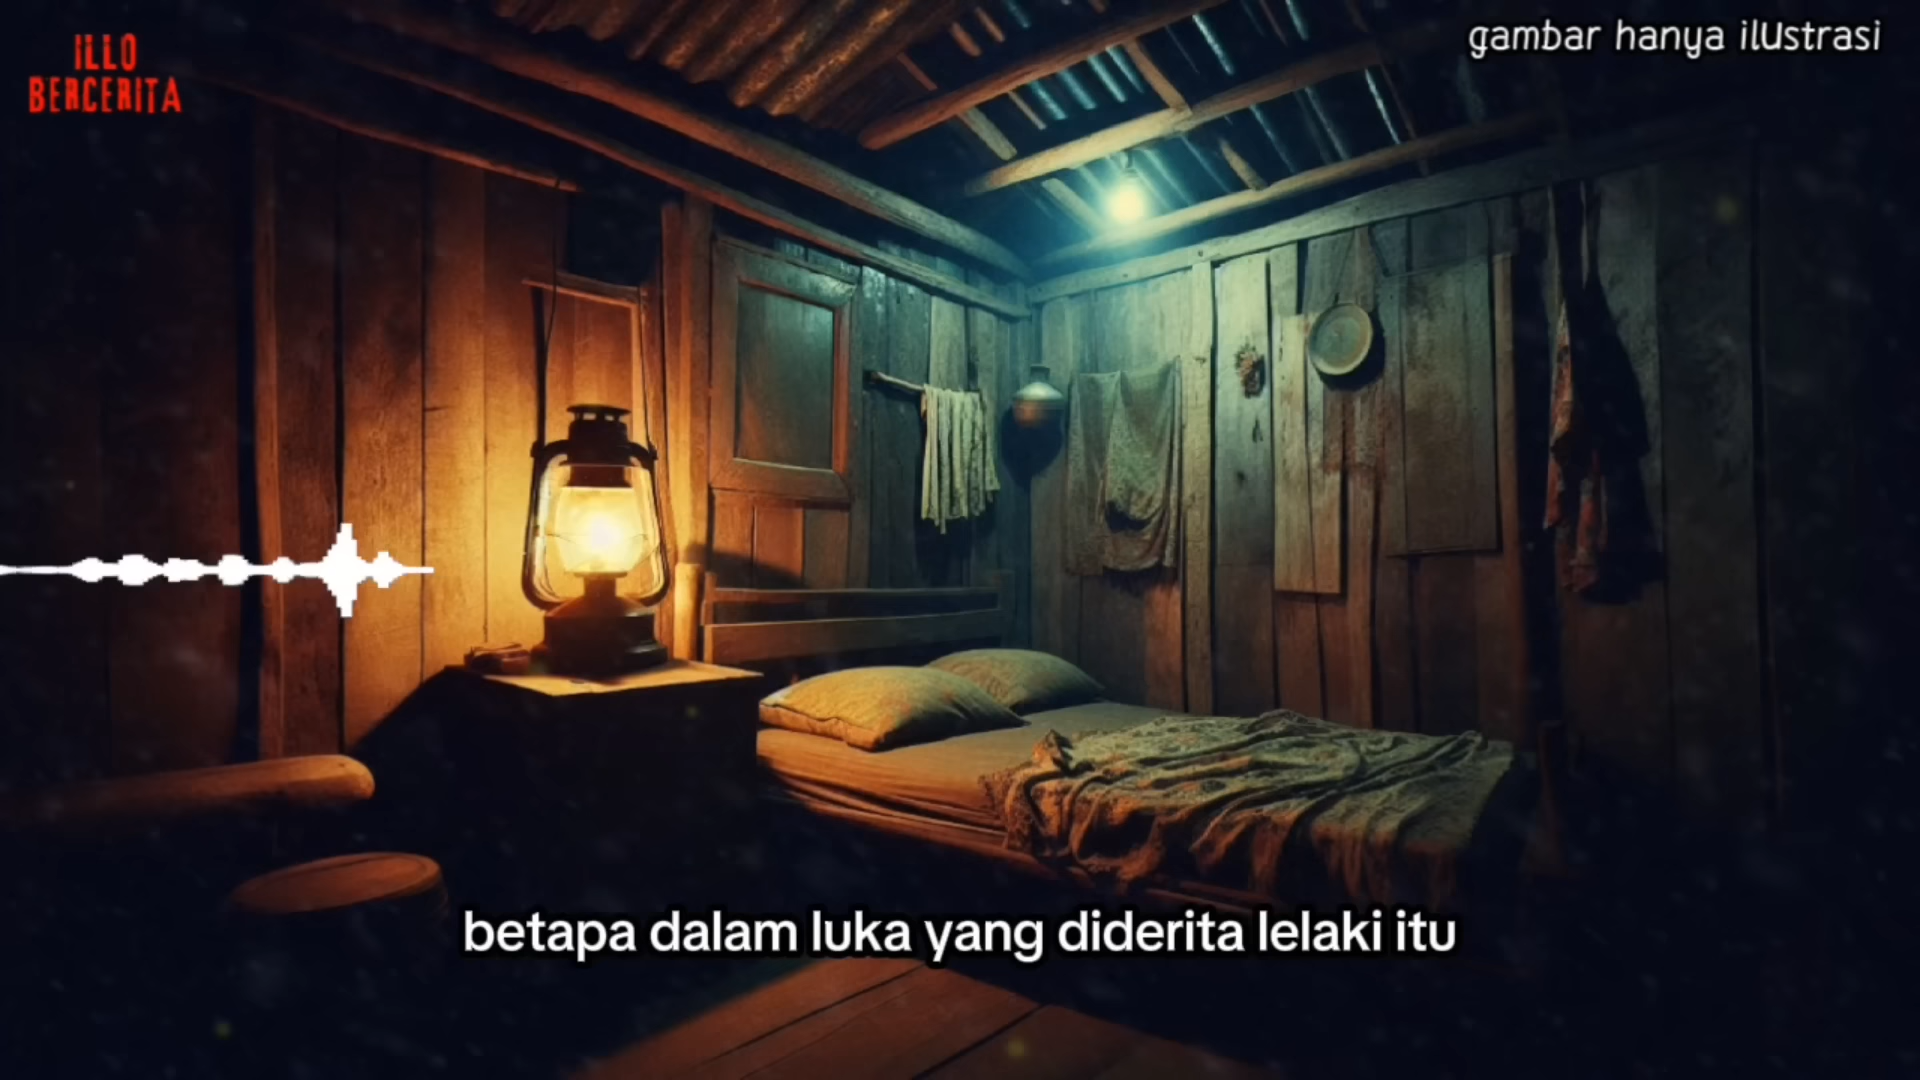 ILLO
BERCERITA
gambar hanya ilUstrasi
betapa dalam luka yang diderita lelaki itu